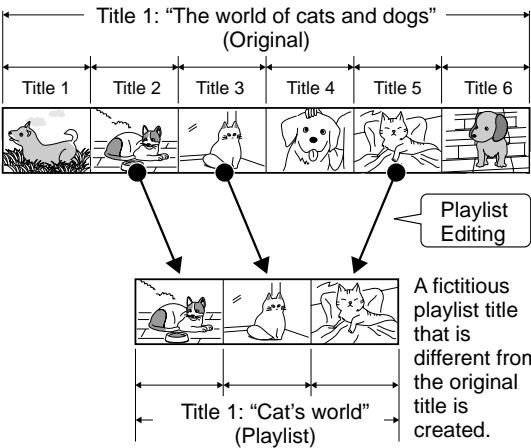 Title 1: “The world of cats and dogs”
(Original)
Title 1 Title 2 Title 3 Title 4 Title 5 Title 6
Playlist
Editing
A fictitious
playlist title
that is
different from
the original
title is
created.
Title 1: “Cat’s world”
(Playlist)